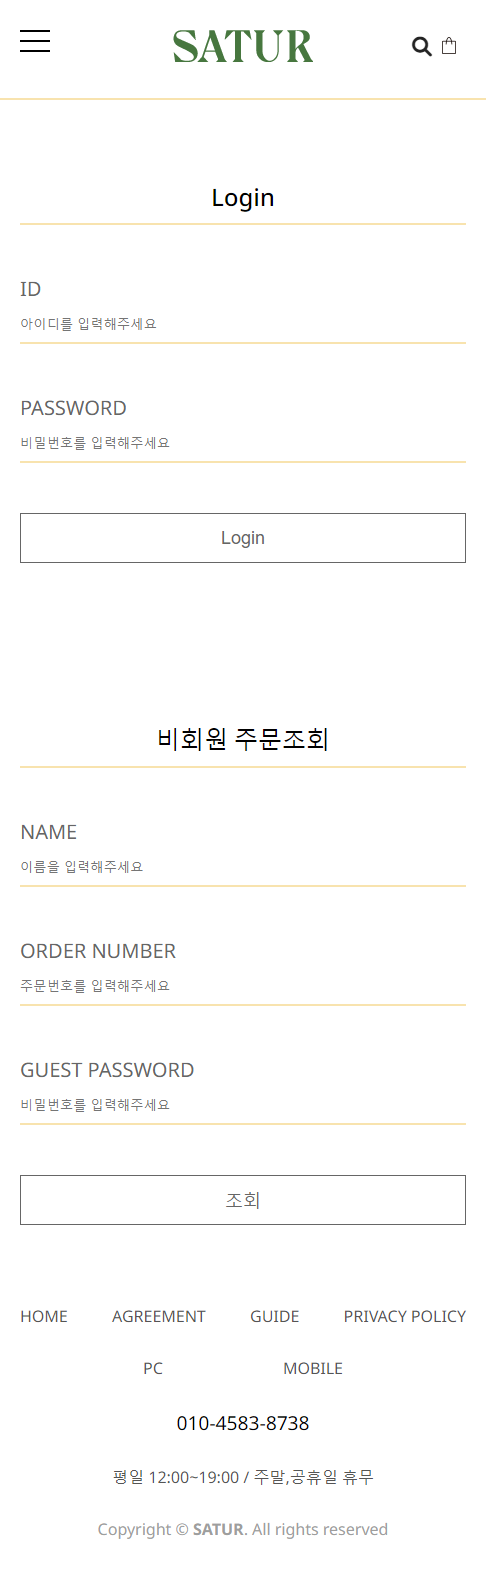 SATUR
Login
ID
아이디를 입력해주세요
PASSWORD
비밀번호를 입력해주세요
Login
비회원 주문조회
NAME
이름을 입력해주세요
ORDER NUMBER
주문번호를 입력해주세요
GUEST PASSWORD
비밀번호를 입력해주세요
조회
HOME AGREEMENT GUIDE PRIVACY POLICY
PC MOBILE
010-4583-8738
평일 12:00~19:00 / 주말,공휴일 휴무
Copyright © SATUR. All rights reserved